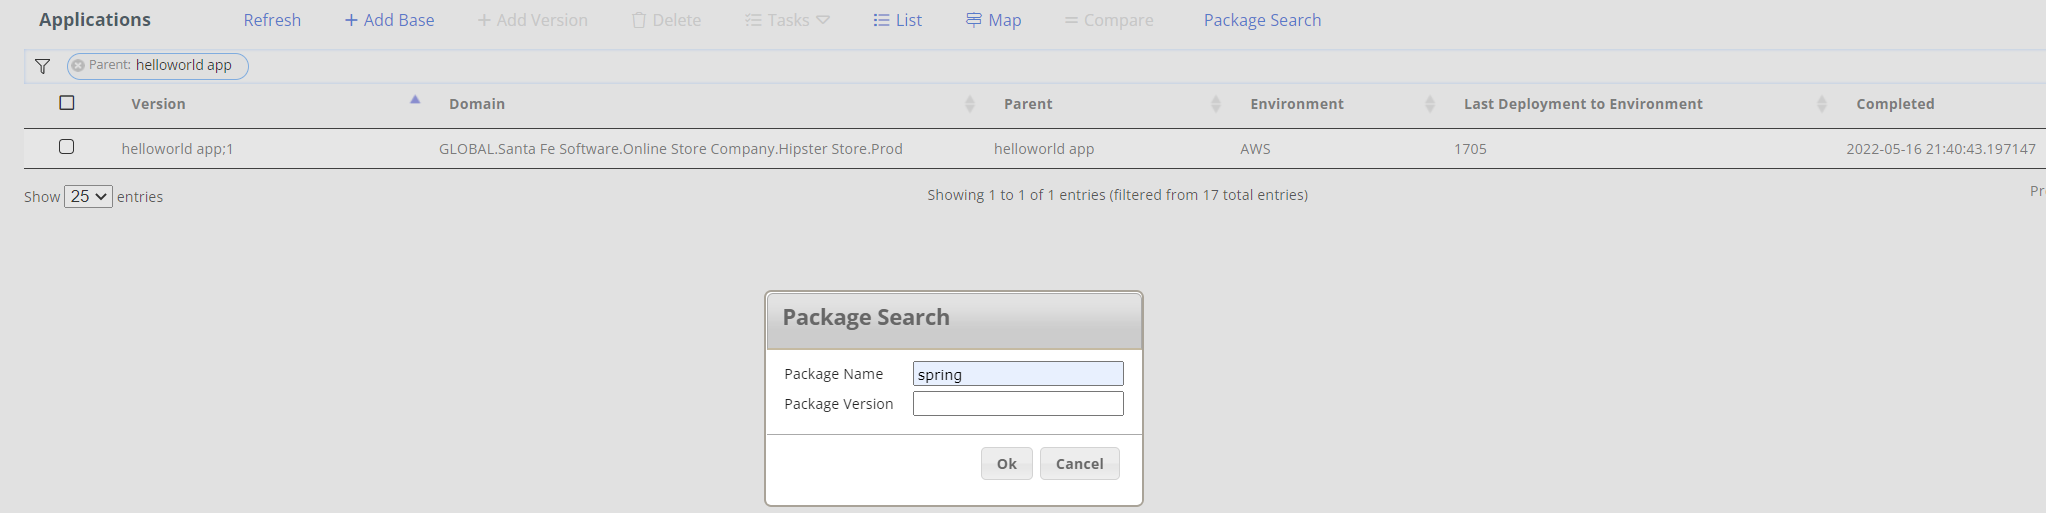 Applications Refresh + Add Base + Add Version Delete Tasks List Map = Compare Package Search
Parent: helloworld app
Version Domain Parent Environment Last Deployment to Environment Completed
helloworld app;1 GLOBAL.Santa Fe Software.Online Store Company.Hipster Store.Prod helloworld app AWS 1705 2022-05-16 21:40:43.197147
Show 25 entries Showing 1 to 1 of 1 entries (filtered from 17 total entries) Pr
Package Search
Package Name spring
Package Version
Ok Cancel